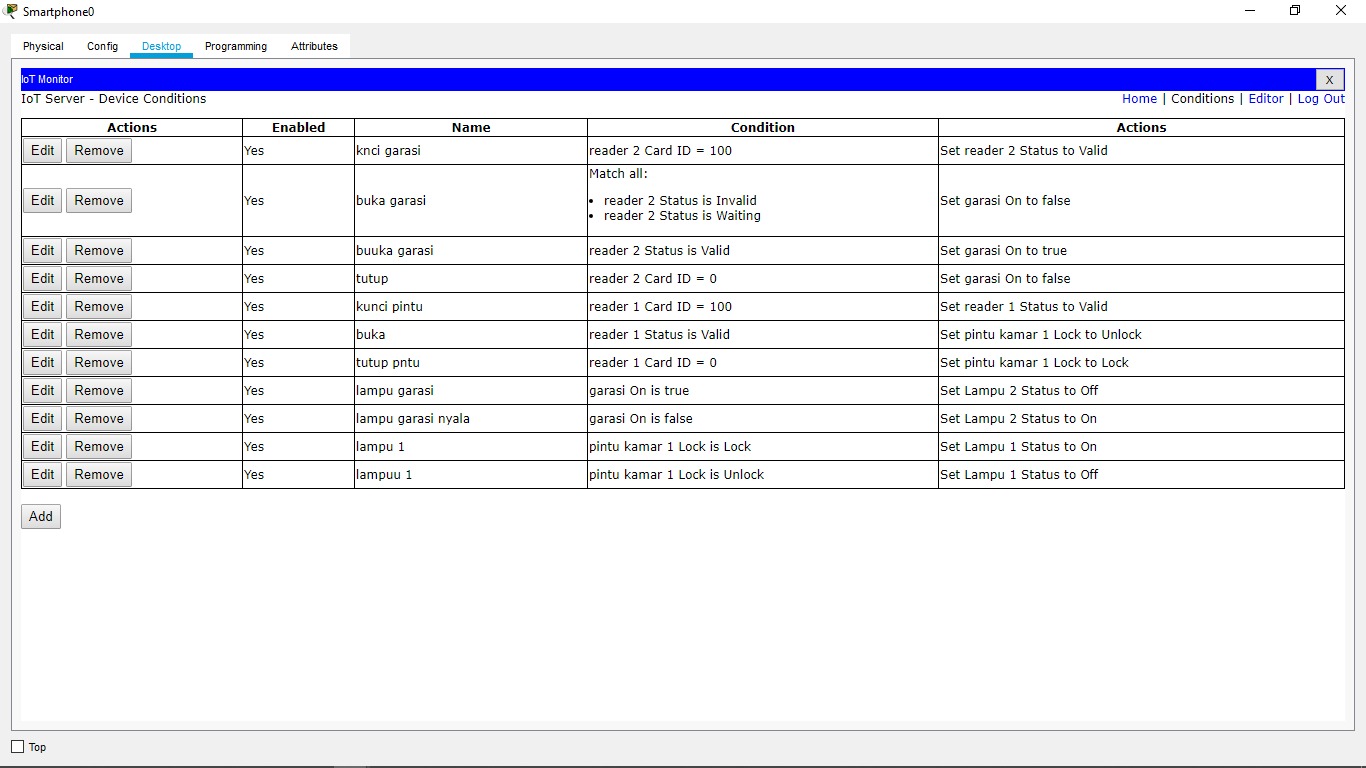 Smartphone0
Physical Config Desktop Programming Attributes
IoT Monitor X
IoT Server - Device Conditions Home | Conditions | Editor | Log Out
Actions Enabled Name Condition Actions
Edit Remove Yes knci garasi reader 2 Card ID = 100 Set reader 2 Status to Valid
Match all:
Edit Remove Yes buka garasi • reader 2 Status is Invalid Set garasi On to false
• reader 2 Status is Waiting
Edit Remove Yes buuka garasi reader 2 Status is Valid Set garasi On to true
Edit Remove Yes tutup reader 2 Card ID = 0 Set garasi On to false
Edit Remove Yes kunci pintu reader 1 Card ID = 100 Set reader 1 Status to Valid
Edit Remove Yes buka reader 1 Status is Valid Set pintu kamar 1 Lock to Unlock
Edit Remove Yes tutup pntu reader 1 Card ID = 0 Set pintu kamar 1 Lock to Lock
Edit Remove Yes lampu garasi garasi On is true Set Lampu 2 Status to Off
Edit Remove Yes lampu garasi nyala garasi On is false Set Lampu 2 Status to On
Edit Remove Yes lampu 1 pintu kamar 1 Lock is Lock Set Lampu 1 Status to On
Edit Remove Yes lampuu 1 pintu kamar 1 Lock is Unlock Set Lampu 1 Status to Off
Add
Top